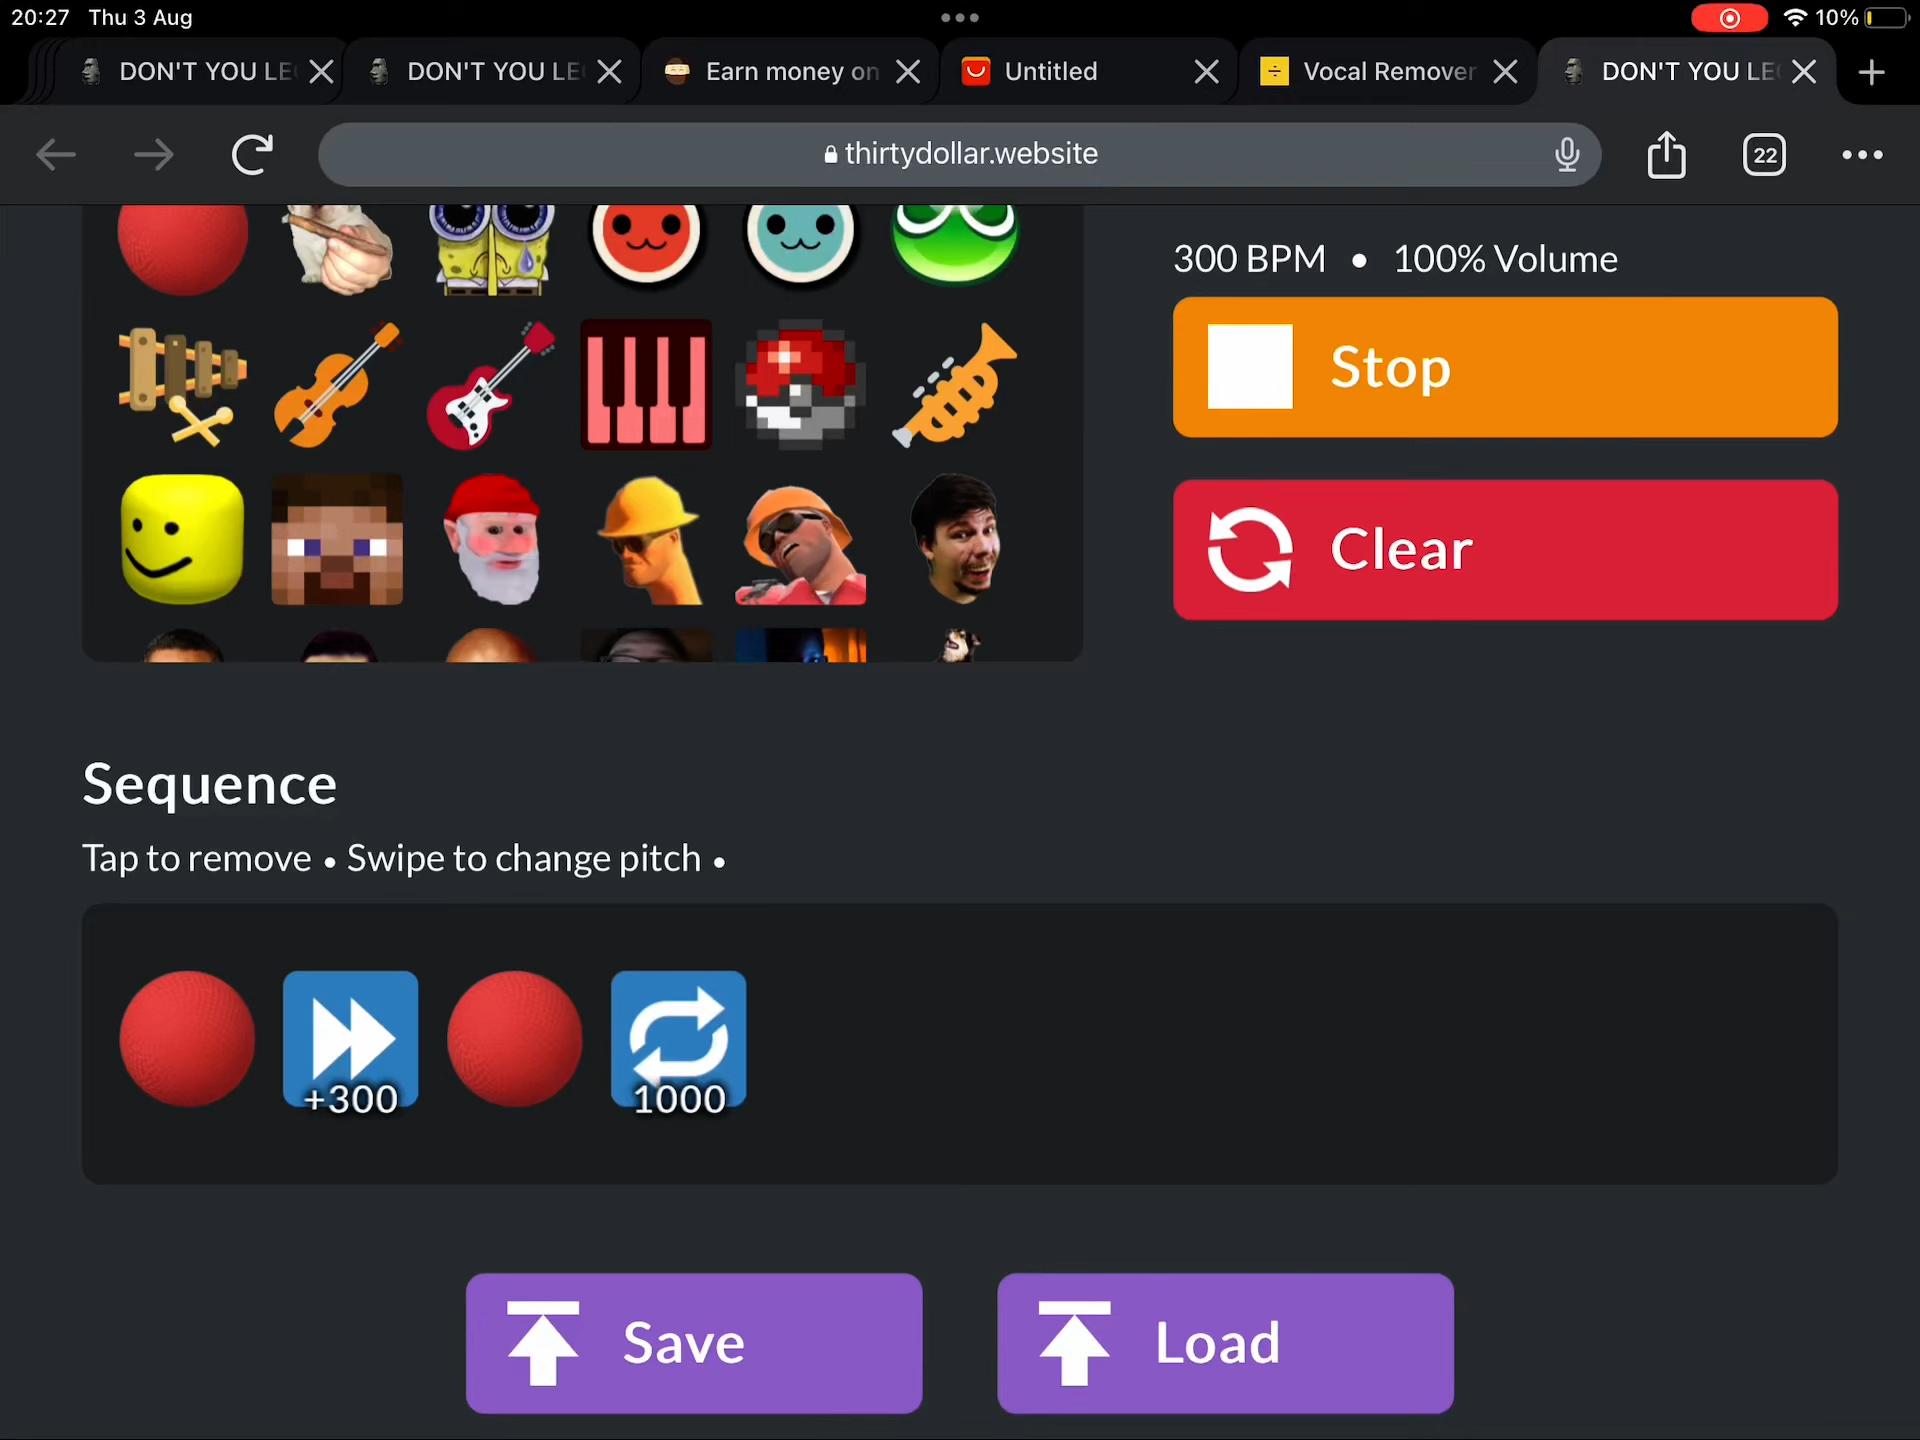 20:27 Thu 3 Aug
10%
DON'T YOU LE
DON'T YOU LE
Earn money on
Untitled
Vocal Remover
DON'T YOU LE
thirtydollar.website
22
300 BPM • 100% Volume
Stop
Clear
Sequence
Tap to remove • Swipe to change pitch •
+300
1000
Save
Load